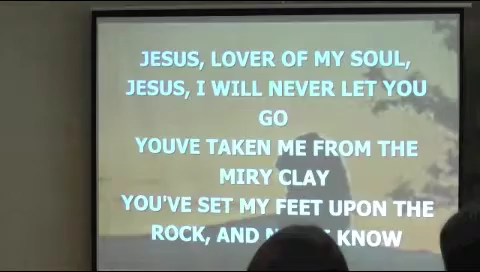 JESUS, LOVER OF MY SOUL,
JESUS, I WILL NEVER LET YOU
GO
YOUVE TAKEN ME FROM THE
MIRY CLAY
YOU'VE SET MY FEET UPON THE
ROCK, AND KNOW